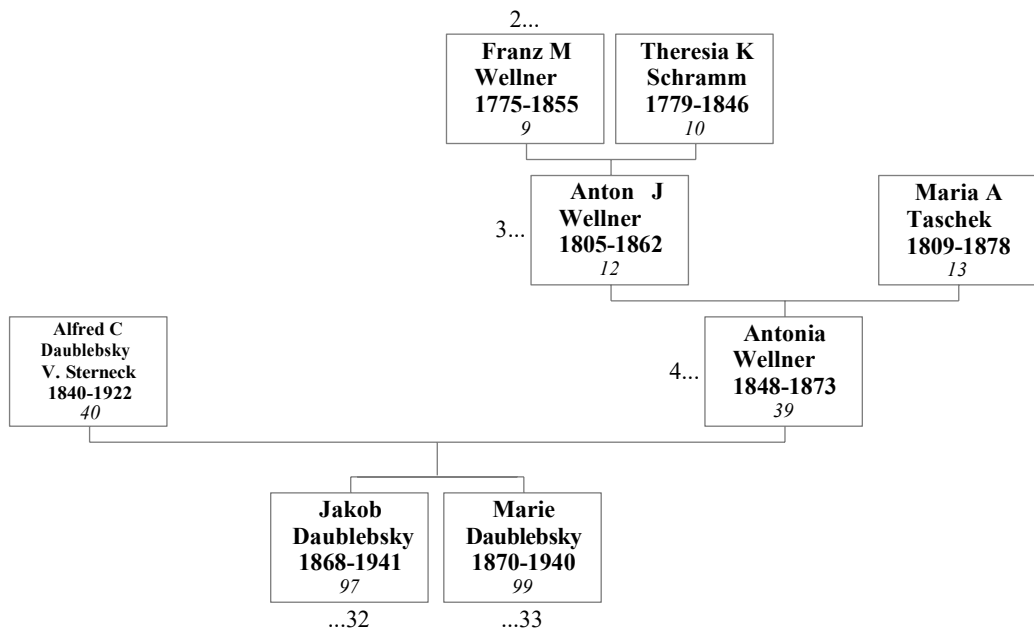 2...
Franz M
Wellner
1775-1855
9
Theresia K
Schramm
1779-1846
10
3...
Anton J
Wellner
1805-1862
12
Maria A
Taschek
1809-1878
13
Alfred C
Daublebsky
V. Sterneck
1840-1922
40
4...
Antonia
Wellner
1848-1873
39
Jakob
Daublebsky
1868-1941
97
Marie
Daublebsky
1870-1940
99
...32
...33